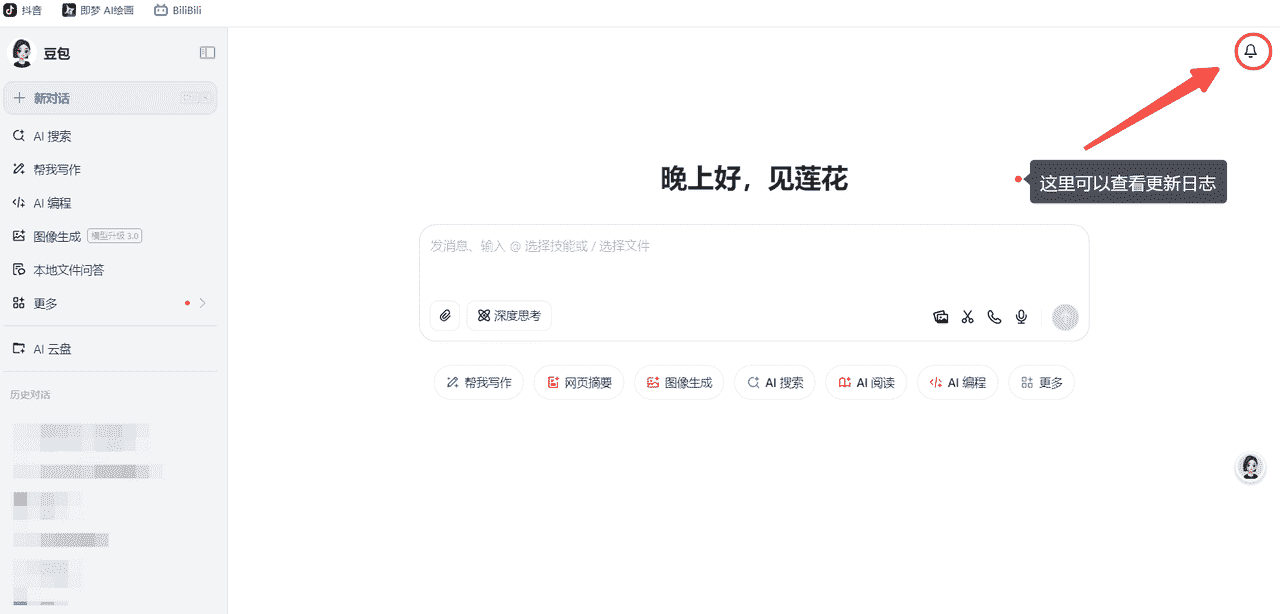 抖音
即梦 AI绘画
BiliBili
豆包
新对话
AI 搜索
帮我写作
AI 编程
图像生成
模型升级 3.0
本地文件问答
更多
AI 云盘
历史对话
晚上好，见莲花
这里可以查看更新日志
发消息、输入 @ 选择技能或 / 选择文件
深度思考
帮我写作
网页摘要
图像生成
AI 搜索
AI 阅读
AI 编程
更多